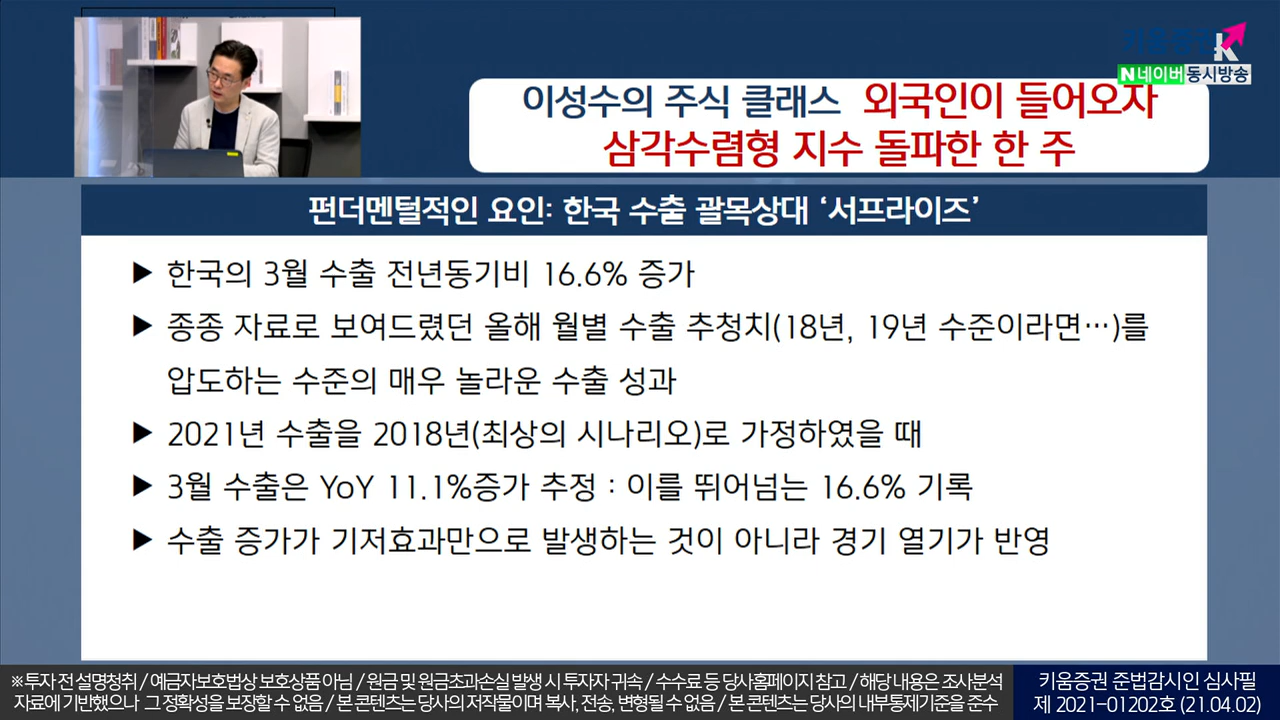 키움증권
N네이버 동시방송
이성수의 주식 클래스 외국인이 들어오자
삼각수렴형 지수 돌파한 한 주
펀더멘털적인 요인: 한국 수출 괄목상대 ‘서프라이즈’
▶ 한국의 3월 수출 전년동기비 16.6% 증가
▶ 종종 자료로 보여드렸던 올해 월별 수출 추청치(18년, 19년 수준이라면…)를
압도하는 수준의 매우 놀라운 수출 성과
▶ 2021년 수출을 2018년(최상의 시나리오)로 가정하였을 때
▶ 3월 수출은 YoY 11.1%증가 추정 : 이를 뛰어넘는 16.6% 기록
▶ 수출 증가가 기저효과만으로 발생하는 것이 아니라 경기 열기가 반영
※ 투자 전 설명청취 / 예금자보호법상 보호상품 아님 / 원금 및 원금초과손실 발생 시 투자자 귀속 / 수수료 등 당사홈페이지 참고 / 해당 내용은 조사분석
자료에 기반했으나 그 정확성을 보장할 수 없음 / 본 콘텐츠는 당사의 저작물이며 복사, 전송, 변형될 수 없음 / 본 콘텐츠는 당사의 내부통제기준을 준수
키움증권 준법감시인 심사필
제 2021-01202호 (21.04.02)